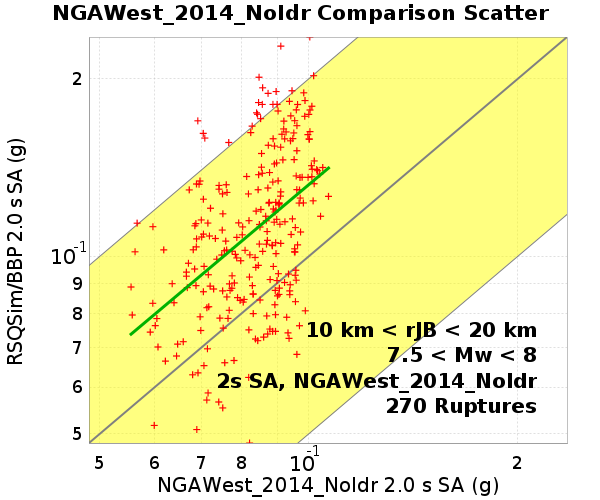 NGAWest_2014_NoIdr Comparison Scatter
RSQSim/BBP 2.0 s SA (g)
2
10⁻¹
9
8
7
6
5
10 km < rJB < 20 km
7.5 < Mw < 8
2s SA, NGAWest_2014_NoIdr
270 Ruptures
5 6 7 8 10⁻¹ 2
NGAWest_2014_NoIdr 2.0 s SA (g)